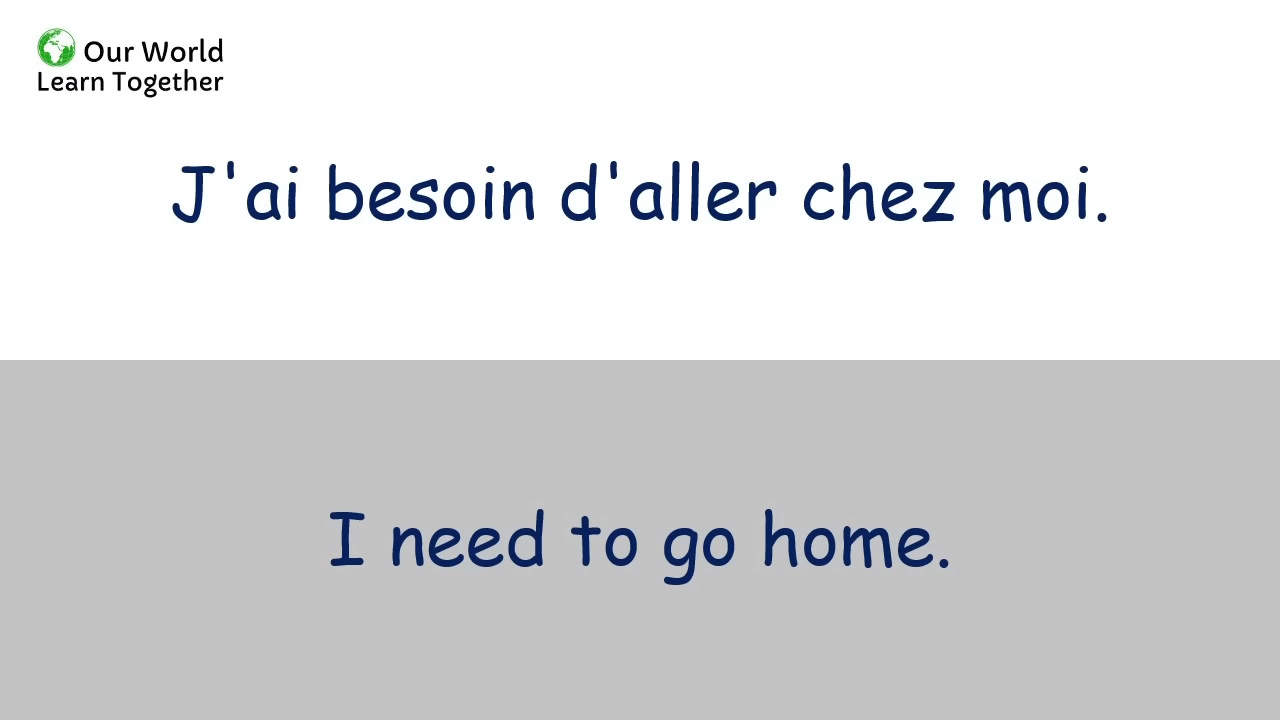 Our World
Learn Together
J'ai besoin d'aller chez moi.
I need to go home.